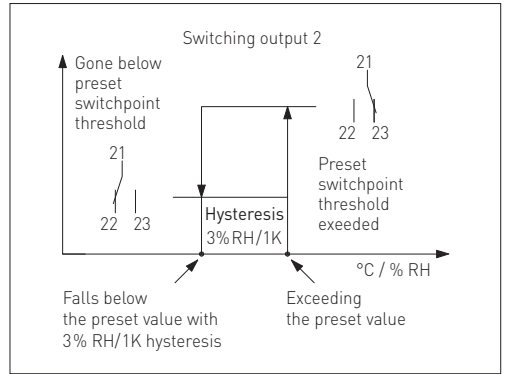 Switching output 2
Gone below
preset
switchpoint
threshold
21
22 23
21
22 23
Preset
switchpoint
threshold
exeeded
Hysteresis
3%RH/1K
°C / % RH
Falls below
the preset value with
3% RH/1K hysteresis
Exceeding
the preset value